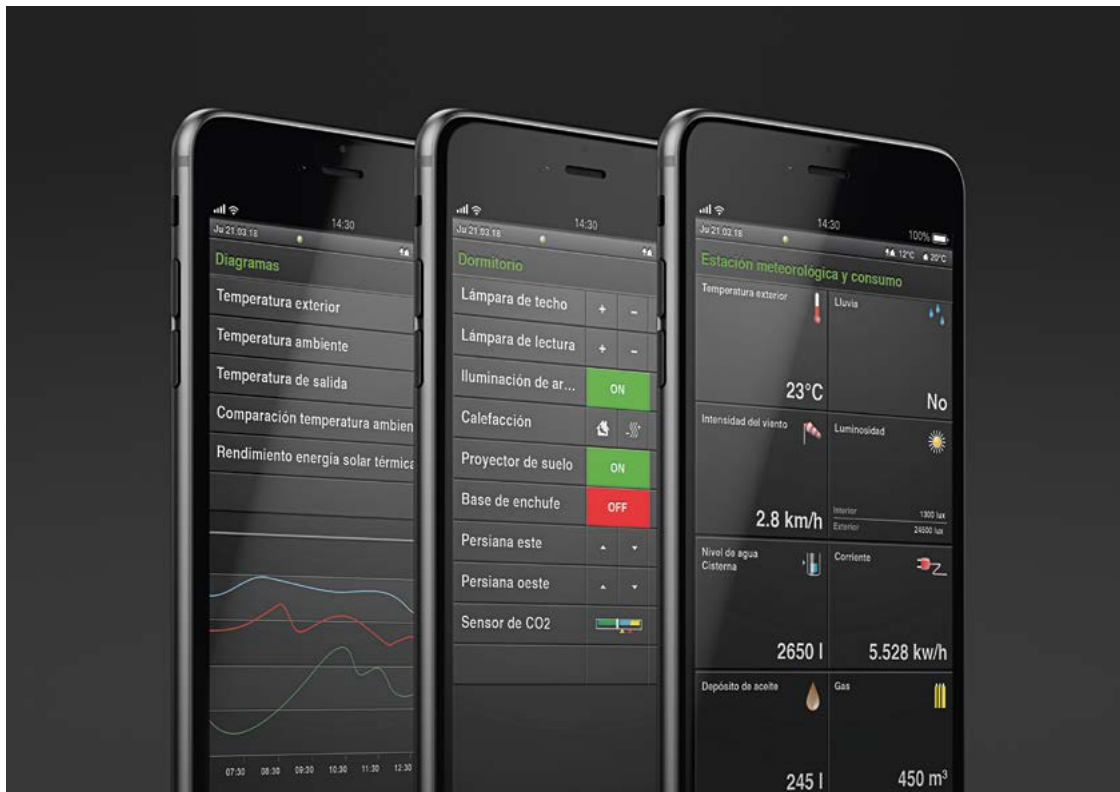 14:30
Ju 21.03.18
Diagramas
Temperatura exterior
Temperatura ambiente
Temperatura de salida
Comparación temperatura ambien
Rendimiento energía solar térmica
07:30 08:30 09:30 10:30 11:30 12:30
14:30
Ju 21.03.18
Dormitorio
Lámpara de techo + -
Lámpara de lectura + -
Iluminación de ar... ON
Calefacción
Proyector de suelo ON
Base de enchufe OFF
Persiana este
Persiana oeste
Sensor de CO2
14:30 100%
Ju 21.03.18 12°C 20°C
Estación meteorológica y consumo
Temperatura exterior
23°C
Lluvia
No
Intensidad del viento
2.8 km/h
Luminosidad
Interior 1300 lux
Exterior 24600 lux
Nivel de agua
Cisterna
2650 l
Corriente
5.528 kw/h
Depósito de aceite
245 l
Gas
450 m³